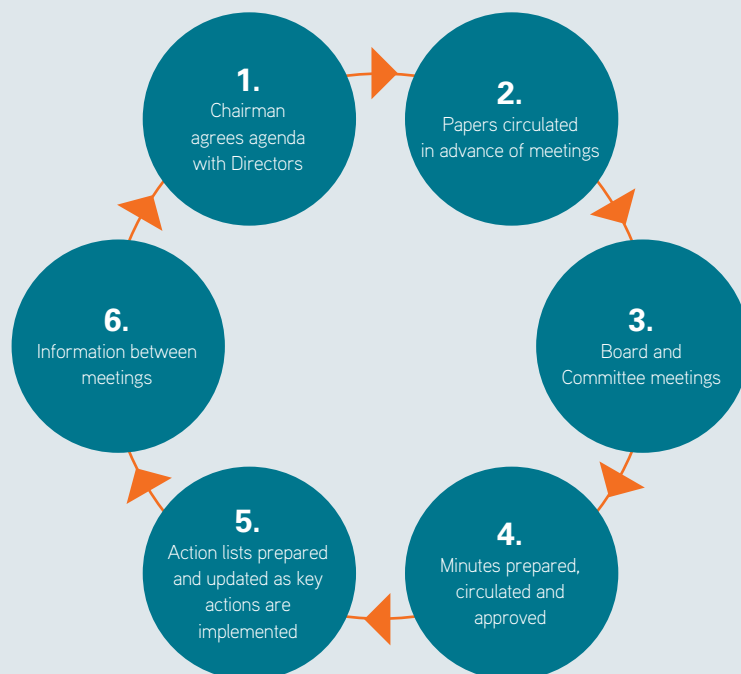 1.
Chairman
agrees agenda
with Directors
2.
Papers circulated
in advance of meetings
3.
Board and
Committee meetings
4.
Minutes prepared,
circulated and
approved
5.
Action lists prepared
and updated as key
actions are
implemented
6.
Information between
meetings